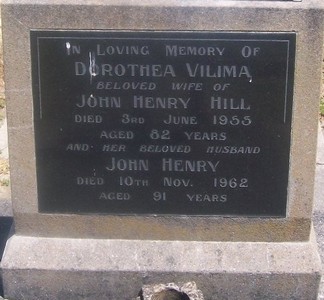 In Loving Memory Of
Dorothea Vilima
Beloved Wife Of
John Henry Hill
Died 3rd June 1955
Aged 82 Years
And Her Beloved Husband
John Henry
Died 10th Nov. 1962
Aged 91 Years